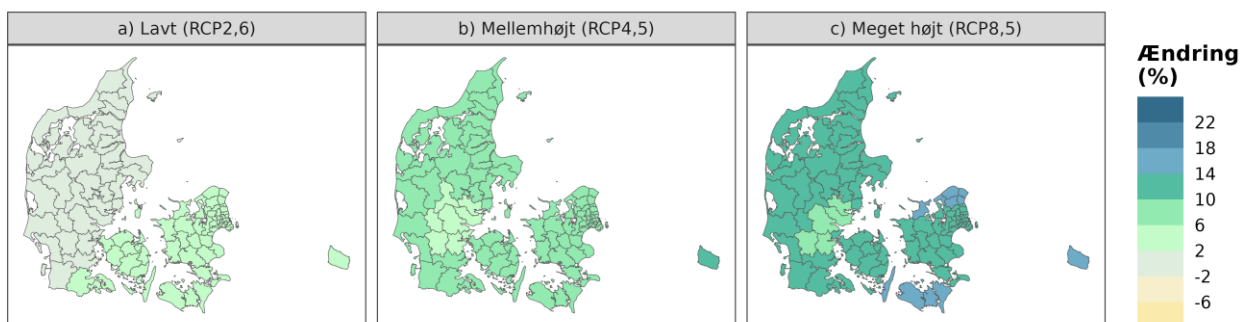 a) Lavt (RCP2,6)
b) Mellemhøjt (RCP4,5)
c) Meget højt (RCP8,5)
Ændring
(%)
22
18
14
10
6
2
-2
-6